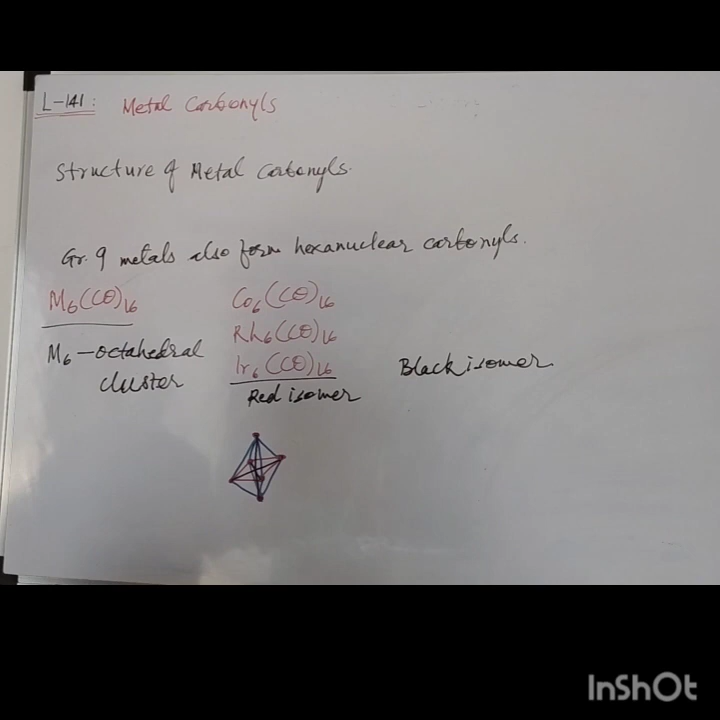 L-141: Metal Carbonyls
Structure of Metal Carbonyls.
Gr. 9 metals also form hexanuclear carbonyls.
M6(CO)16 Co6(CO)16
Rh6(CO)16
M6-octahedral cluster
Ir6(CO)16 Black isomer
Red isomer
InShOt